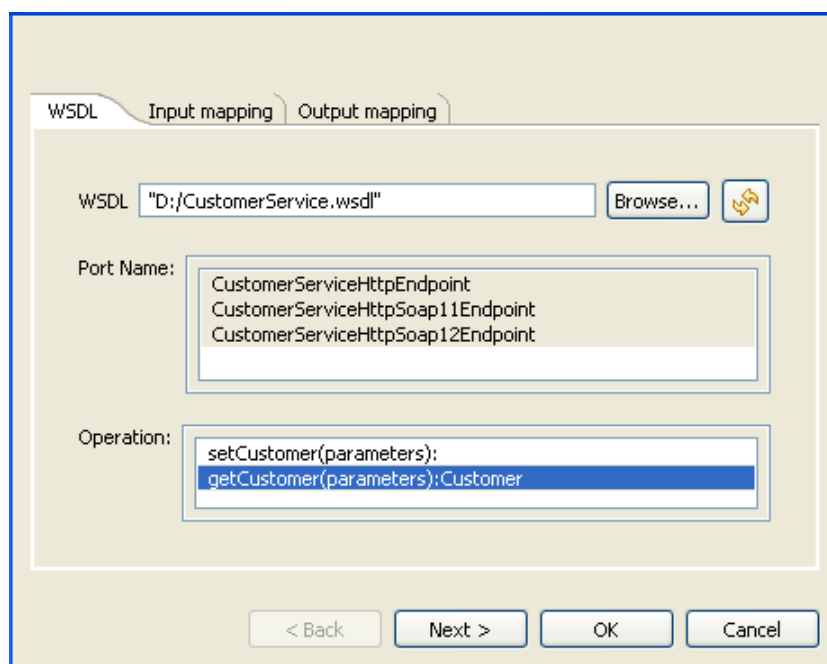 WSDL Input mapping Output mapping
WSDL "D:/CustomerService.wsdl" Browse...
Port Name:
CustomerServiceHttpEndpoint
CustomerServiceHttpSoap11Endpoint
CustomerServiceHttpSoap12Endpoint
Operation:
setCustomer(parameters):
getCustomer(parameters):Customer
< Back Next > OK Cancel